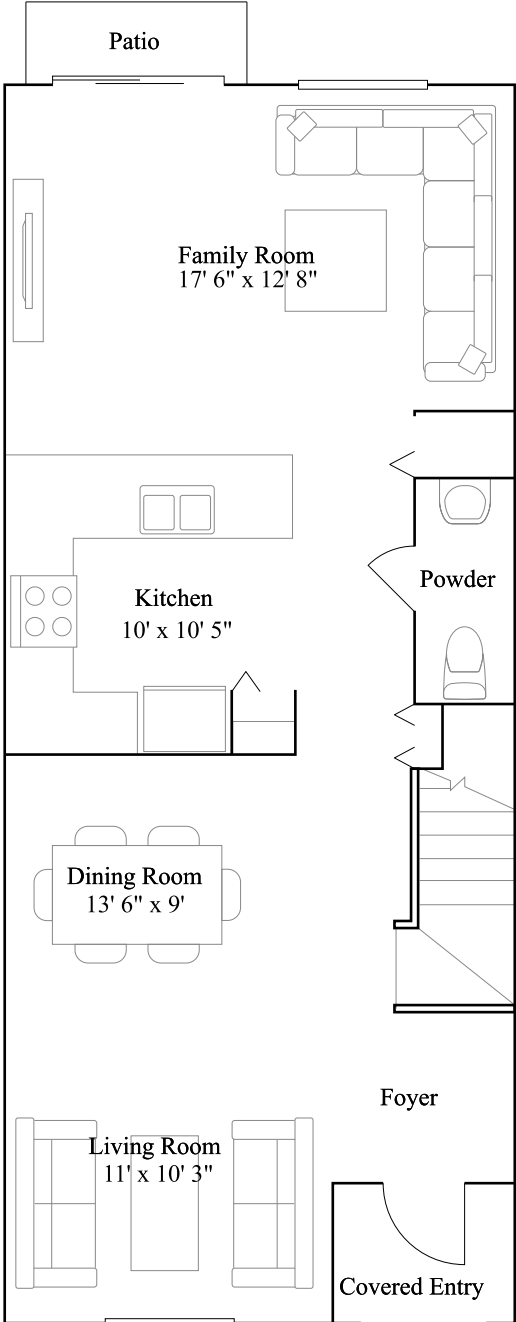 Patio
Family Room
17' 6" x 12' 8"
Kitchen
10' x 10' 5"
Powder
Dining Room
13' 6" x 9'
Foyer
Living Room
11' x 10' 3"
Covered Entry